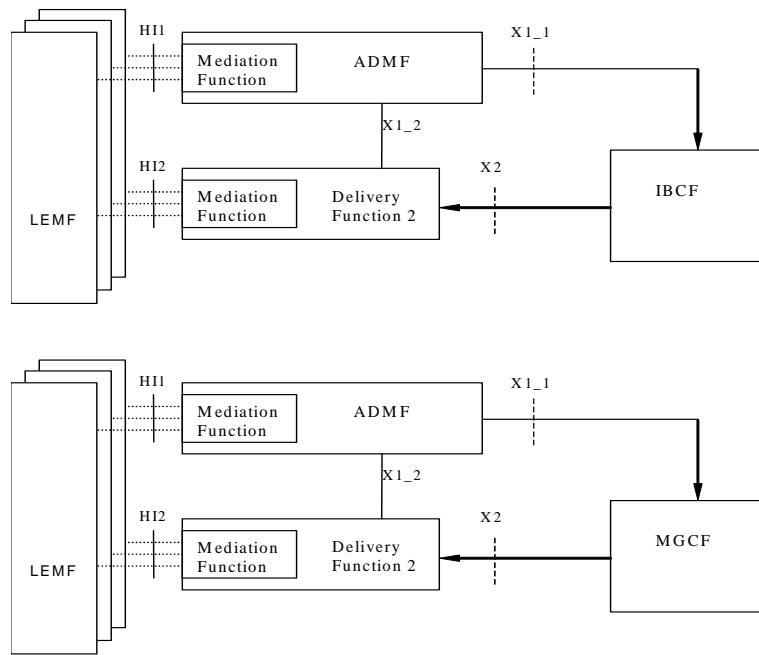 HI1
X1_1
Mediation
Function
ADMF
X1_2
HI2
X2
Mediation
Function
Delivery
Function 2
IBCF
LEMF
HI1
X1_1
Mediation
Function
ADMF
X1_2
HI2
X2
Mediation
Function
Delivery
Function 2
MGCF
LEMF